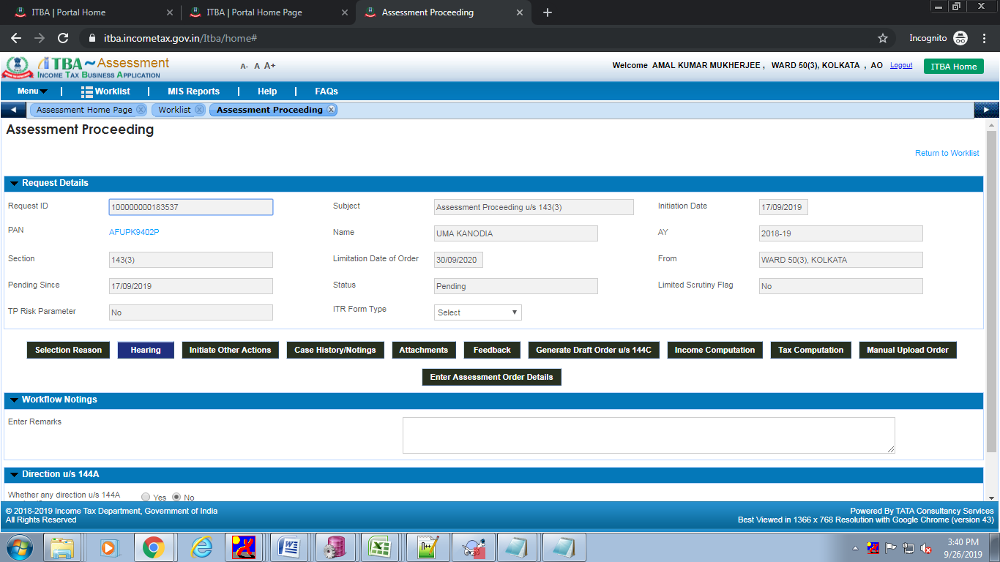 ITBA | Portal Home
ITBA | Portal Home Page
Assessment Proceeding
itba.incometax.gov.in/Itba/home#
Incognito
ITBA ~ Assessment
INCOME TAX BUSINESS APPLICATION
A- A A+
Welcome AMAL KUMAR MUKHERJEE , WARD 50(3), KOLKATA , AO Logout ITBA Home
Menu | Worklist | MIS Reports | Help | FAQs
Assessment Home Page Worklist Assessment Proceeding
Assessment Proceeding
Return to Worklist
Request Details
Request ID 100000000183537 Subject Assessment Proceeding u/s 143(3) Initiation Date 17/09/2019
PAN AFUPK9402P Name UMA KANODIA AY 2018-19
Section 143(3) Limitation Date of Order 30/09/2020 From WARD 50(3), KOLKATA
Pending Since 17/09/2019 Status Pending Limited Scrutiny Flag No
TP Risk Parameter No ITR Form Type Select
Selection Reason Hearing Initiate Other Actions Case History/Notings Attachments Feedback Generate Draft Order u/s 144C Income Computation Tax Computation Manual Upload Order
Enter Assessment Order Details
Workflow Notings
Enter Remarks
Direction u/s 144A
Whether any direction u/s 144A Yes No
© 2018-2019 Income Tax Department, Government of India
All Rights Reserved
Powered By TATA Consultancy Services
Best Viewed in 1366 x 768 Resolution with Google Chrome (version 43)
3:40 PM
9/26/2019